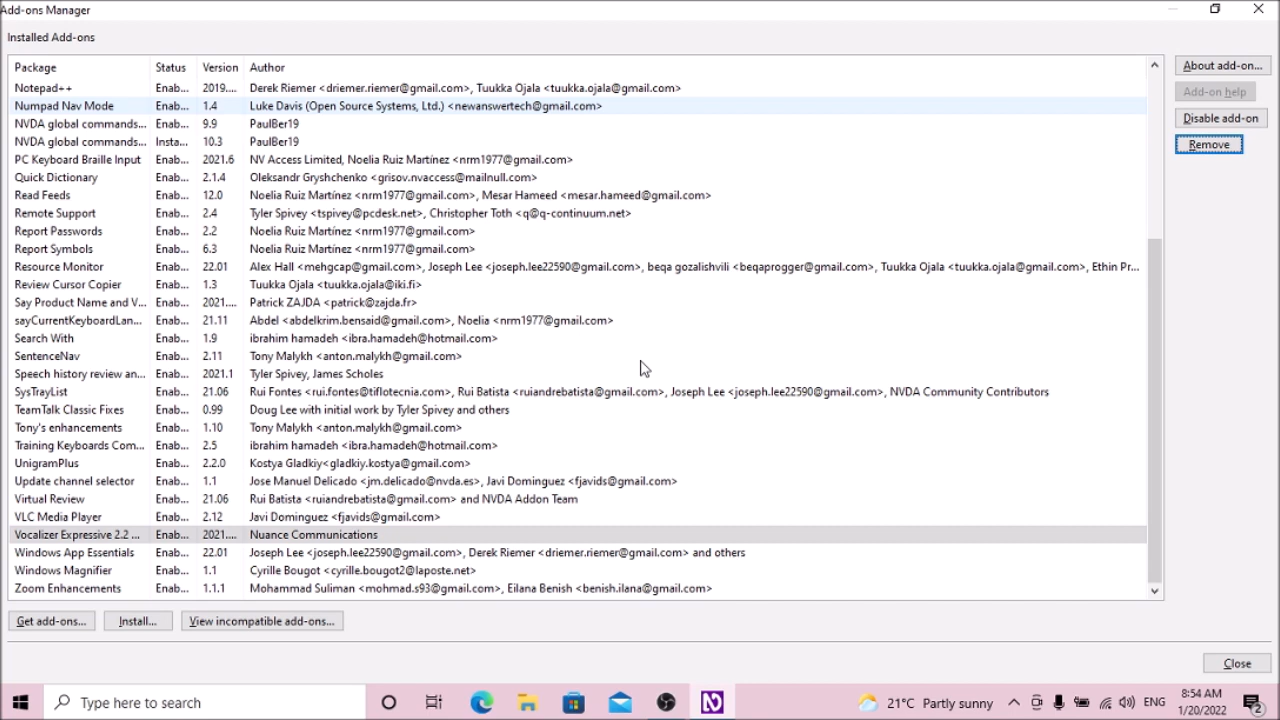 Add-ons Manager
Installed Add-ons
Package Status Version Author
Notepad++ Enab... 2019.... Derek Riemer <driemer.riemer@gmail.com>, Tuukka Ojala <tuukka.ojala@gmail.com>
Numpad Nav Mode Enab... 1.4 Luke Davis (Open Source Systems, Ltd.) <newanswertech@gmail.com>
NVDA global commands... Enab... 9.9 PaulBer19
NVDA global commands... Insta... 10.3 PaulBer19
PC Keyboard Braille Input Enab... 2021.6 NV Access Limited, Noelia Ruiz Martínez <nrm1977@gmail.com>
Quick Dictionary Enab... 2.1.4 Oleksandr Gryshchenko <grisov.nvaccess@mailnull.com>
Read Feeds Enab... 12.0 Noelia Ruiz Martínez <nrm1977@gmail.com>, Mesar Hameed <mesar.hameed@gmail.com>
Remote Support Enab... 2.4 Tyler Spivey <tspivey@pcdesk.net>, Christopher Toth <q@q-continuum.net>
Report Passwords Enab... 2.2 Noelia Ruiz Martínez <nrm1977@gmail.com>
Report Symbols Enab... 6.3 Noelia Ruiz Martínez <nrm1977@gmail.com>
Resource Monitor Enab... 22.01 Alex Hall <mehgcap@gmail.com>, Joseph Lee <joseph.lee22590@gmail.com>, beqa gozalishvili <beqaprogger@gmail.com>, Tuukka Ojala <tuukka.ojala@gmail.com>, Ethin Pr...
Review Cursor Copier Enab... 1.3 Tuukka Ojala <tuukka.ojala@iki.fi>
Say Product Name and V... Enab... 2021.... Patrick ZAJDA <patrick@zajda.fr>
sayCurrentKeyboardLan... Enab... 21.11 Abdel <abdelkrim.bensaid@gmail.com>, Noelia <nrm1977@gmail.com>
Search With Enab... 1.9 ibrahim hamadeh <ibra.hamadeh@hotmail.com>
SentenceNav Enab... 2.11 Tony Malykh <anton.malykh@gmail.com>
Speech history review an... Enab... 2021.1 Tyler Spivey, James Scholes
SysTrayList Enab... 21.06 Rui Fontes <rui.fontes@tiflotecnia.com>, Rui Batista <ruiandrebatista@gmail.com>, Joseph Lee <joseph.lee22590@gmail.com>, NVDA Community Contributors
TeamTalk Classic Fixes Enab... 0.99 Doug Lee with initial work by Tyler Spivey and others
Tony's enhancements Enab... 1.10 Tony Malykh <anton.malykh@gmail.com>
Training Keyboards Com... Enab... 2.5 ibrahim hamadeh <ibra.hamadeh@hotmail.com>
UnigramPlus Enab... 2.2.0 Kostya Gladkiy<gladkiy.kostya@gmail.com>
Update channel selector Enab... 1.1 Jose Manuel Delicado <jm.delicado@nvda.es>, Javi Dominguez <fjavids@gmail.com>
Virtual Review Enab... 21.06 Rui Batista <ruiandrebatista@gmail.com> and NVDA Addon Team
VLC Media Player Enab... 2.12 Javi Dominguez <fjavids@gmail.com>
Vocalizer Expressive 2.2 ... Enab... 2021.... Nuance Communications
Windows App Essentials Enab... 22.01 Joseph Lee <joseph.lee22590@gmail.com>, Derek Riemer <driemer.riemer@gmail.com> and others
Windows Magnifier Enab... 1.1 Cyrille Bougot <cyrille.bougot2@laposte.net>
Zoom Enhancements Enab... 1.1.1 Mohammad Suliman <mohmad.s93@gmail.com>, Eilana Benish <benish.ilana@gmail.com>
About add-on...
Add-on help
Disable add-on
Remove
Get add-ons... Install... View incompatible add-ons...
Close
Type here to search 21°C Partly sunny ENG 8:54 AM
1/20/2022 2